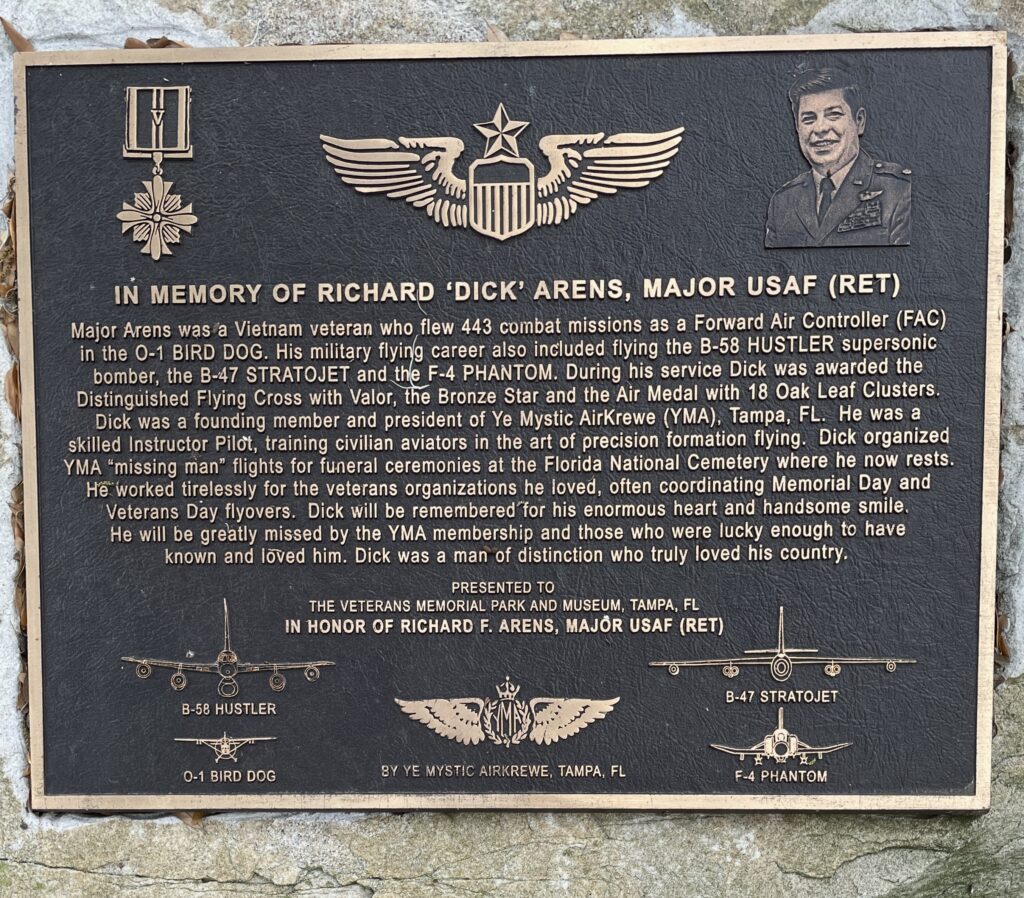 V
IN MEMORY OF RICHARD ‘DICK’ ARENS, MAJOR USAF (RET)
Major Arens was a Vietnam veteran who flew 443 combat missions as a Forward Air Controller (FAC)
in the O-1 BIRD DOG. His military flying career also included flying the B-58 HUSTLER supersonic
bomber, the B-47 STRATOJET and the F-4 PHANTOM. During his service Dick was awarded the
Distinguished Flying Cross with Valor, the Bronze Star and the Air Medal with 18 Oak Leaf Clusters.
Dick was a founding member and president of Ye Mystic AirKrewe (YMA), Tampa, FL. He was a
skilled Instructor Pilot, training civilian aviators in the art of precision formation flying. Dick organized
YMA “missing man” flights for funeral ceremonies at the Florida National Cemetery where he now rests.
He worked tirelessly for the veterans organizations he loved, often coordinating Memorial Day and
Veterans Day flyovers. Dick will be remembered for his enormous heart and handsome smile.
He will be greatly missed by the YMA membership and those who were lucky enough to have
known and loved him. Dick was a man of distinction who truly loved his country.
PRESENTED TO
THE VETERANS MEMORIAL PARK AND MUSEUM, TAMPA, FL
IN HONOR OF RICHARD F. ARENS, MAJOR USAF (RET)
B-58 HUSTLER
B-47 STRATOJET
YMA
O-1 BIRD DOG
BY YE MYSTIC AIRKREWE, TAMPA, FL
F-4 PHANTOM